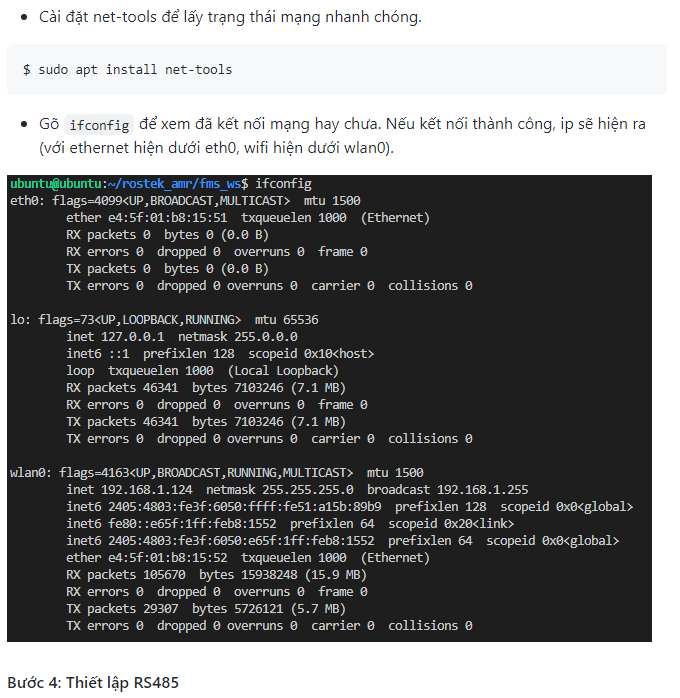 Cài đặt net-tools để lấy trạng thái mạng nhanh chóng.
$ sudo apt install net-tools
Gõ ifconfig để xem đã kết nối mạng hay chưa. Nếu kết nối thành công, ip sẽ hiện ra
(với ethernet hiện dưới eth0, wifi hiện dưới wlan0).
ubuntu@ubuntu:~/rostek_amr/fms_ws$ ifconfig
eth0: flags=4099<UP,BROADCAST,MULTICAST>  mtu 1500
        ether e4:5f:01:b8:15:51  txqueuelen 1000  (Ethernet)
        RX packets 0  bytes 0 (0.0 B)
        RX errors 0  dropped 0  overruns 0  frame 0
        TX packets 0  bytes 0 (0.0 B)
        TX errors 0  dropped 0 overruns 0  carrier 0  collisions 0
lo: flags=73<UP,LOOPBACK,RUNNING>  mtu 65536
        inet 127.0.0.1  netmask 255.0.0.0
        inet6 ::1  prefixlen 128  scopeid 0x10<host>
        loop  txqueuelen 1000  (Local Loopback)
        RX packets 46341  bytes 7103246 (7.1 MB)
        RX errors 0  dropped 0  overruns 0  frame 0
        TX packets 46341  bytes 7103246 (7.1 MB)
        TX errors 0  dropped 0 overruns 0  carrier 0  collisions 0
wlan0: flags=4163<UP,BROADCAST,RUNNING,MULTICAST>  mtu 1500
        inet 192.168.1.124  netmask 255.255.255.0  broadcast 192.168.1.255
        inet6 2405:4803:fe3f:6050:ffff:fe51:a15b:89b9  prefixlen 128  scopeid 0x0<global>
        inet6 fe80::e65f:1ff:feb8:1552  prefixlen 64  scopeid 0x20<link>
        inet6 2405:4803:fe3f:6050:e65f:1ff:feb8:1552  prefixlen 64  scopeid 0x0<global>
        ether e4:5f:01:b8:15:52  txqueuelen 1000  (Ethernet)
        RX packets 105670  bytes 15938248 (15.9 MB)
        RX errors 0  dropped 0  overruns 0  frame 0
        TX packets 29307  bytes 5726121 (5.7 MB)
        TX errors 0  dropped 0 overruns 0  carrier 0  collisions 0
Bước 4: Thiết lập RS485